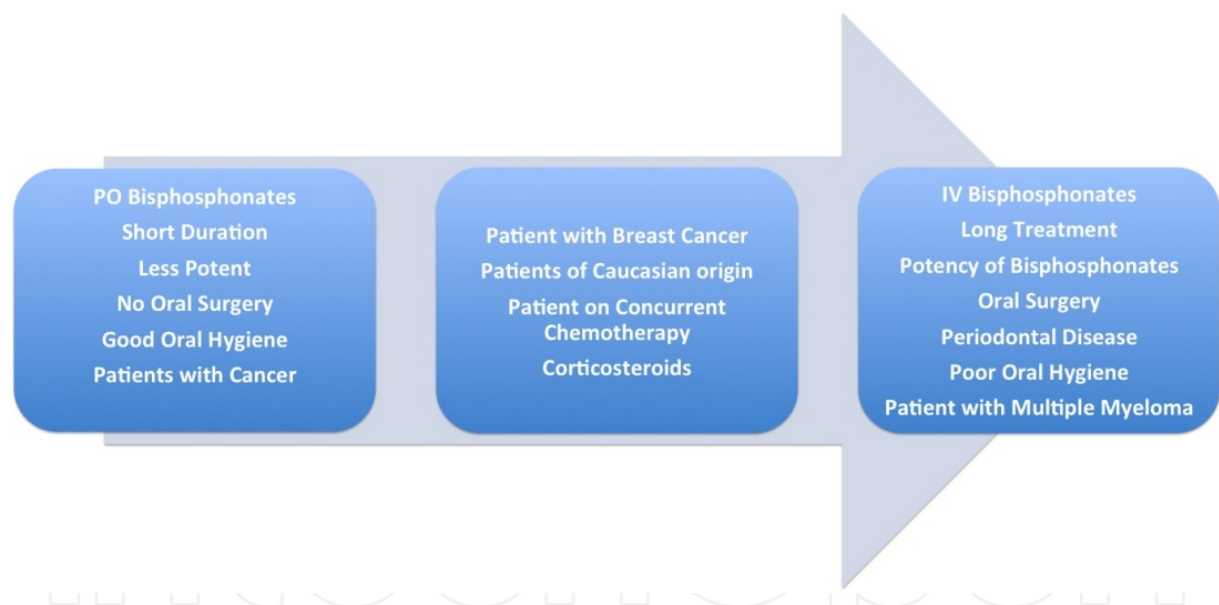 PO Bisphosphonates
Short Duration
Less Potent
No Oral Surgery
Good Oral Hygiene
Patients with Cancer
Patient with Breast Cancer
Patients of Caucasian origin
Patient on Concurrent
Chemotherapy
Corticosteroids
IV Bisphosphonates
Long Treatment
Potency of Bisphosphonates
Oral Surgery
Periodontal Disease
Poor Oral Hygiene
Patient with Multiple Myeloma